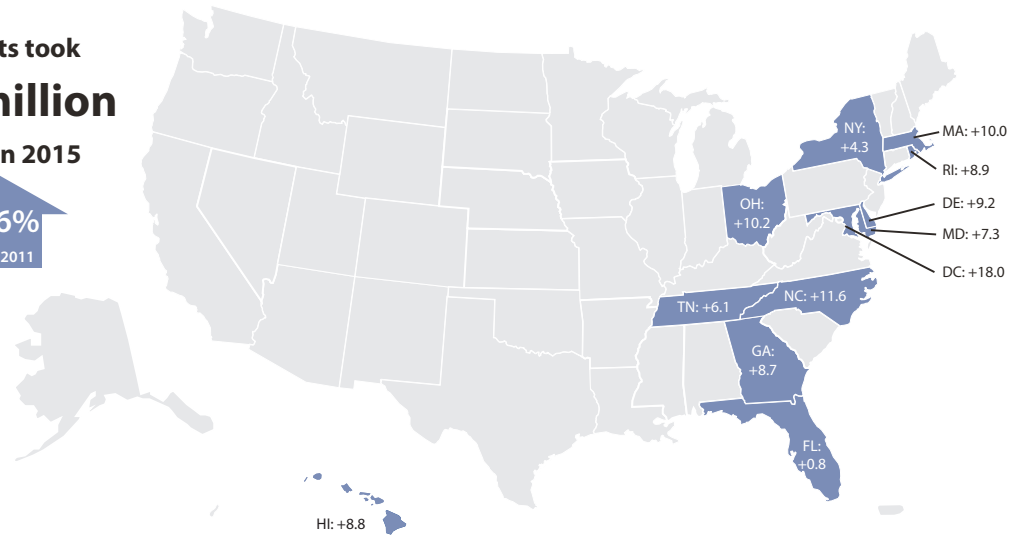 ts took
illion
n 2015
6%
2011
NY:
+4.3
MA: +10.0
RI: +8.9
OH:
+10.2
DE: +9.2
MD: +7.3
DC: +18.0
TN: +6.1
NC: +11.6
GA:
+8.7
FL:
+0.8
HI: +8.8